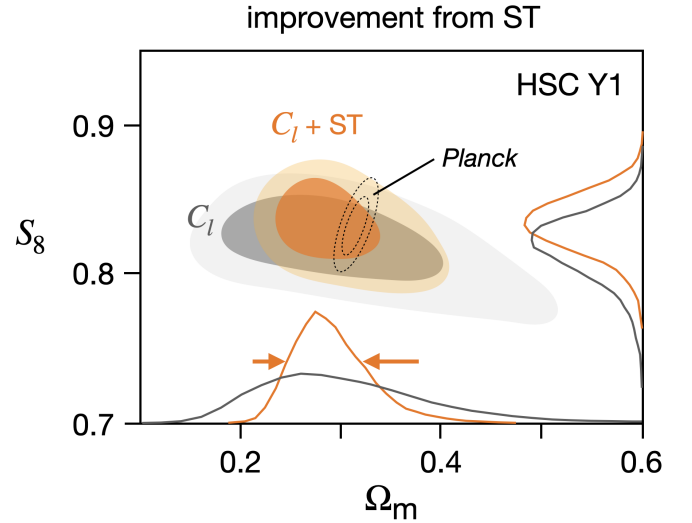 improvement from ST
HSC Y1
C_l + ST
Planck
C_l
S_8
0.9
0.8
0.7
0.2
0.4
0.6
Ω_m